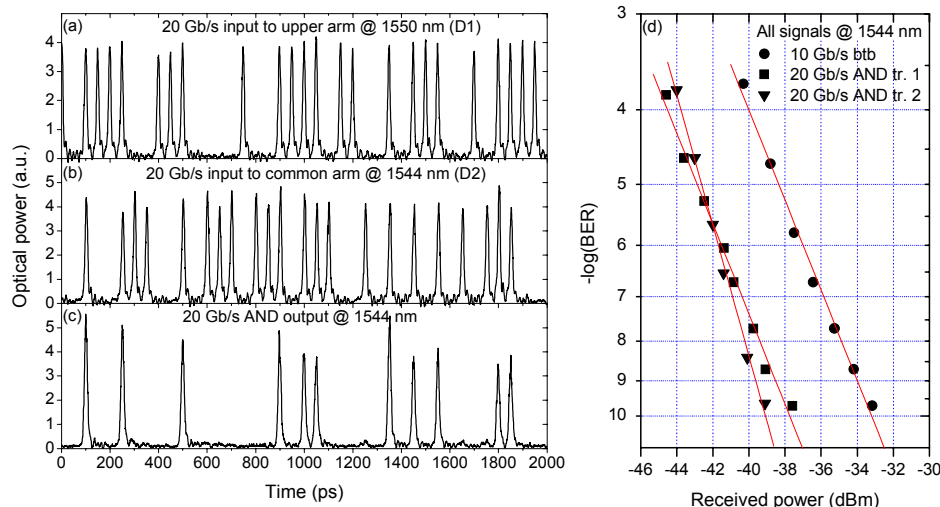 (a) 20 Gb/s input to upper arm @ 1550 nm (D1)
4
3
2
1
0
(b) 20 Gb/s input to common arm @ 1544 nm (D2)
5
4
3
2
1
0
(c) 20 Gb/s AND output @ 1544 nm
5
4
3
2
1
0
Optical power (a.u.)
0 200 400 600 800 1000 1200 1400 1600 1800 2000
Time (ps)
(d) All signals @ 1544 nm
10 Gb/s btb
20 Gb/s AND tr. 1
20 Gb/s AND tr. 2
-3
4
5
6
7
8
9
10
-log(BER)
-46 -44 -42 -40 -38 -36 -34 -32 -30
Received power (dBm)